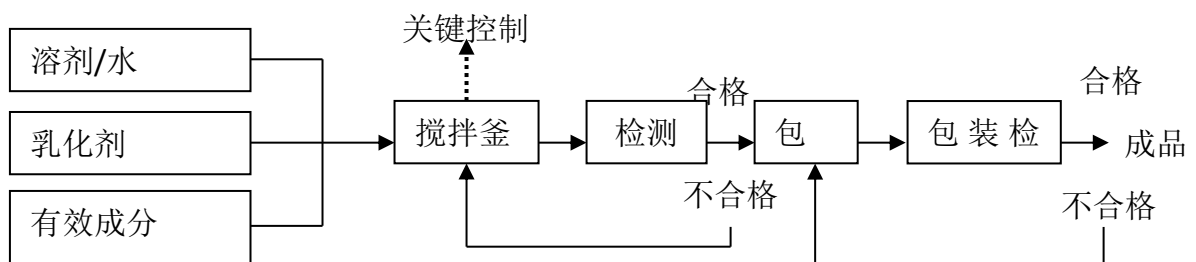 关键控制
溶剂/水
乳化剂
有效成分
搅拌釜
检测
合格
包
包装检
合格
成品
不合格
不合格